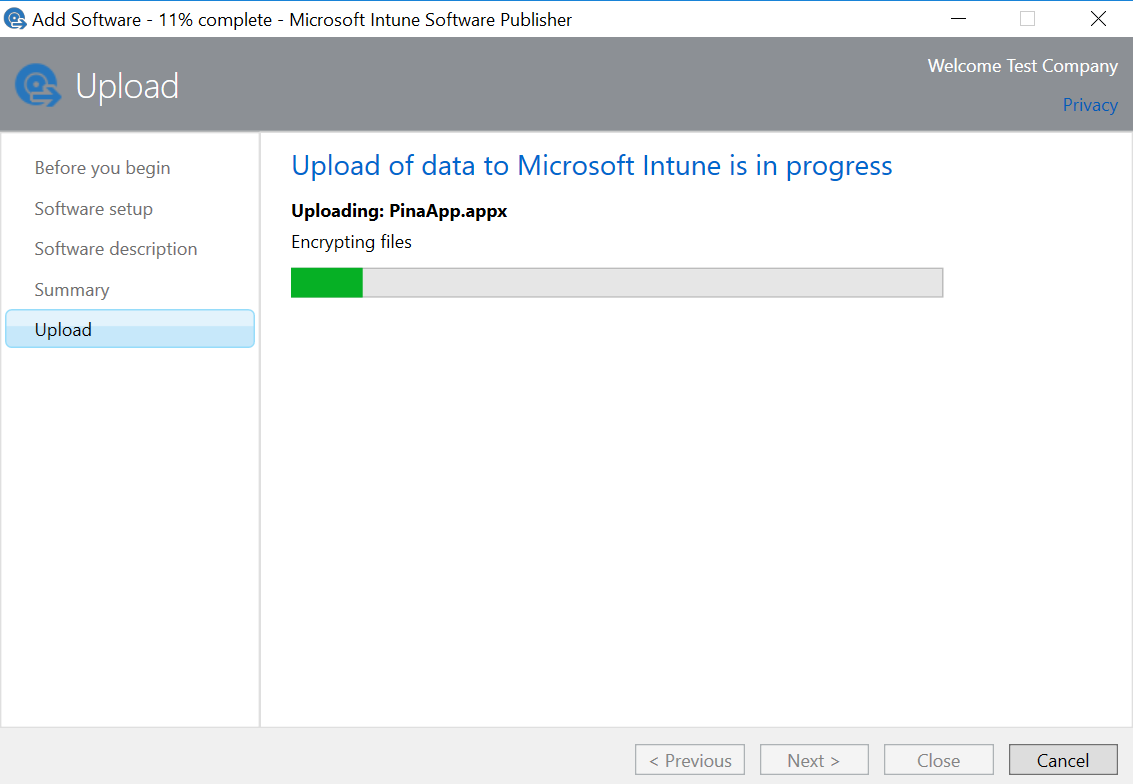 Add Software - 11% complete - Microsoft Intune Software Publisher
Upload
Welcome Test Company
Privacy
Before you begin
Software setup
Software description
Summary
Upload
Upload of data to Microsoft Intune is in progress
Uploading: PinaApp.appx
Encrypting files
< Previous
Next >
Close
Cancel